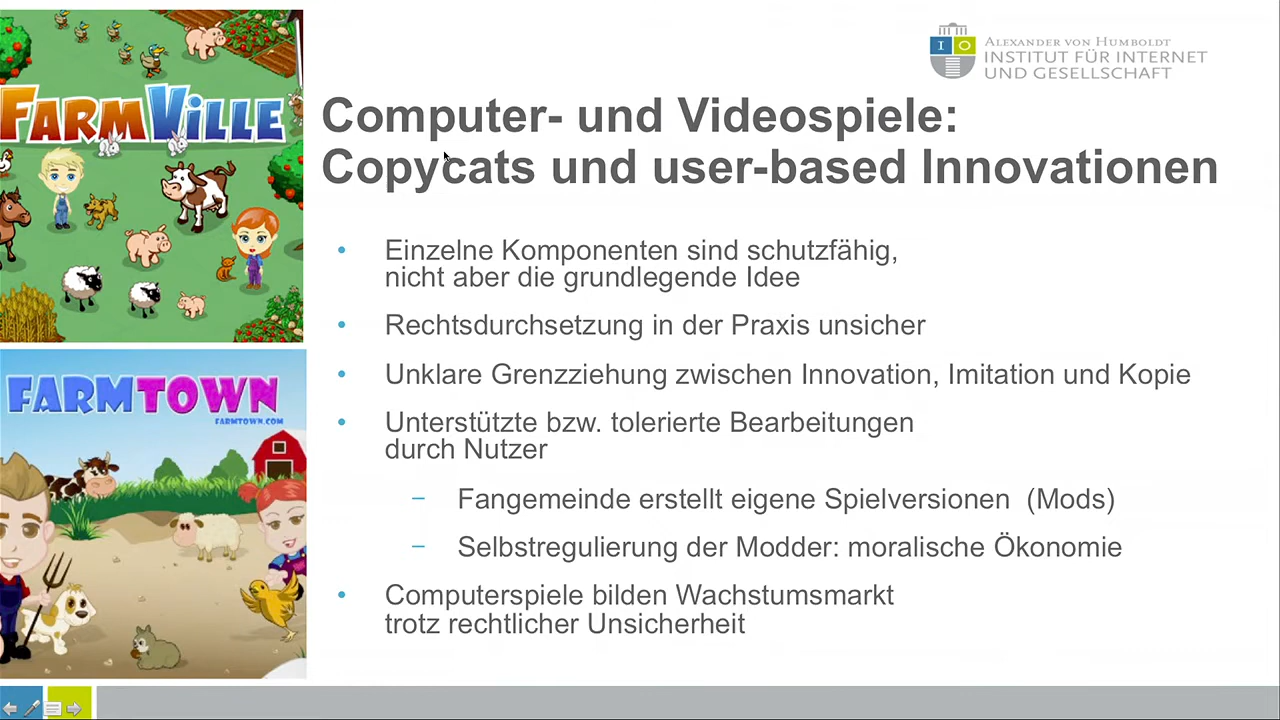 FARMVILLE
FARMTOWN
FARMTOWN.COM
I O
ALEXANDER VON HUMBOLDT
INSTITUT FÜR INTERNET
UND GESELLSCHAFT
Computer- und Videospiele:
Copycats und user-based Innovationen
• Einzelne Komponenten sind schutzfähig,
nicht aber die grundlegende Idee
• Rechtsdurchsetzung in der Praxis unsicher
• Unklare Grenzziehung zwischen Innovation, Imitation und Kopie
• Unterstützte bzw. tolerierte Bearbeitungen
durch Nutzer
– Fangemeinde erstellt eigene Spielversionen (Mods)
– Selbstregulierung der Modder: moralische Ökonomie
• Computerspiele bilden Wachstumsmarkt
trotz rechtlicher Unsicherheit